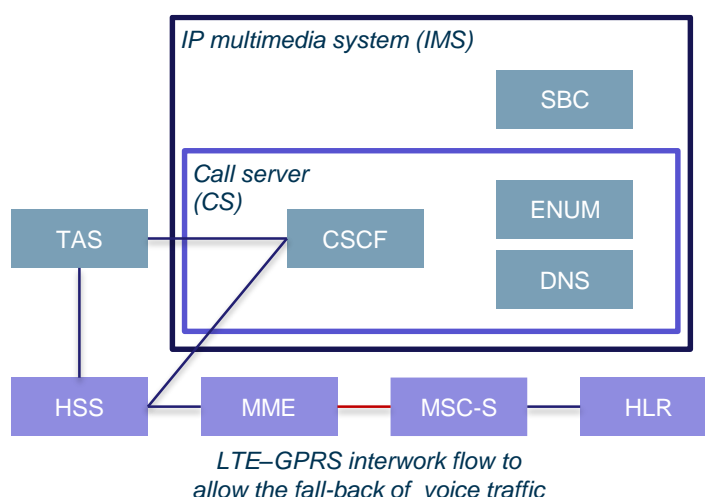 IP multimedia system (IMS)
SBC
Call server
(CS)
ENUM
TAS
CSCF
DNS
HSS
MME
MSC-S
HLR
LTE–GPRS interwork flow to
allow the fall-back of voice traffic